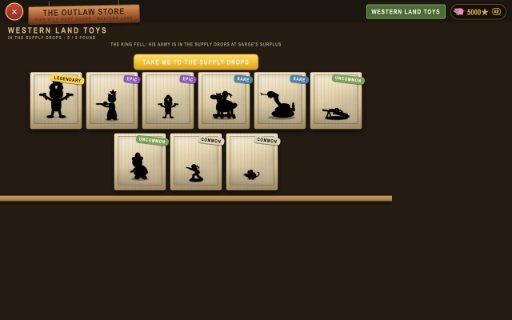 THE OUTLAW STORE
WESTERN LAND TOYS
5000★
WESTERN LAND TOYS
IN THE SUPPLY DROPS · 0 / 9 FOUND
THE KING FELL: HIS ARMY IS IN THE SUPPLY DROPS AT SARGE'S SURPLUS
TAKE ME TO THE SUPPLY DROPS
LEGENDARY
EPIC
EPIC
RARE
RARE
UNCOMMON
UNCOMMON
COMMON
COMMON